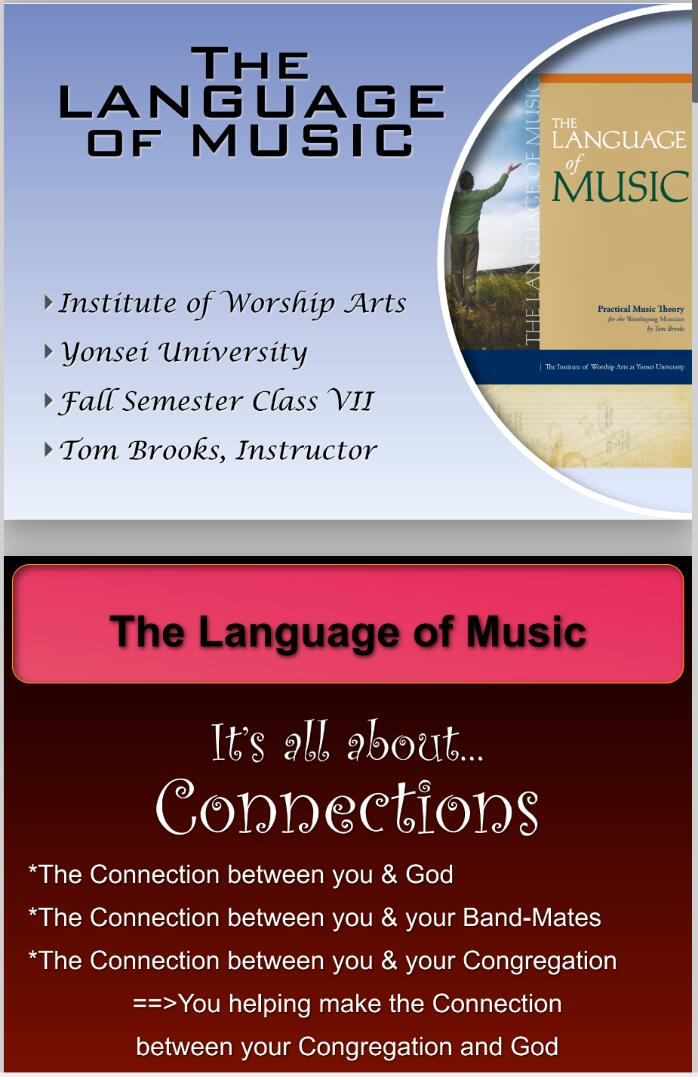 The
LANGUAGE
OF MUSIC
Institute of Worship Arts
Yonsei University
Fall Semester Class VII
Tom Brooks, Instructor
THE LANGUAGE OF MUSIC
THE
LANGUAGE
of
MUSIC
Practical Music Theory
for the Worshiping Musician
by Tom Brooks
| The Institute of Worship Arts at Yonsei University
The Language of Music
It's all about...
Connections
*The Connection between you & God
*The Connection between you & your Band-Mates
*The Connection between you & your Congregation
==>You helping make the Connection
between your Congregation and God